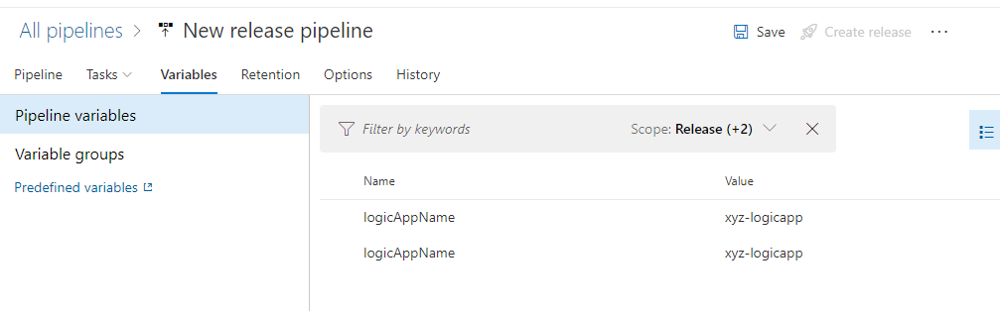 All pipelines > New release pipeline Save Create release ...
Pipeline Tasks Variables Retention Options History
Pipeline variables
Variable groups
Predefined variables
Filter by keywords Scope: Release (+2)
Name Value
logicAppName xyz-logicapp
logicAppName xyz-logicapp